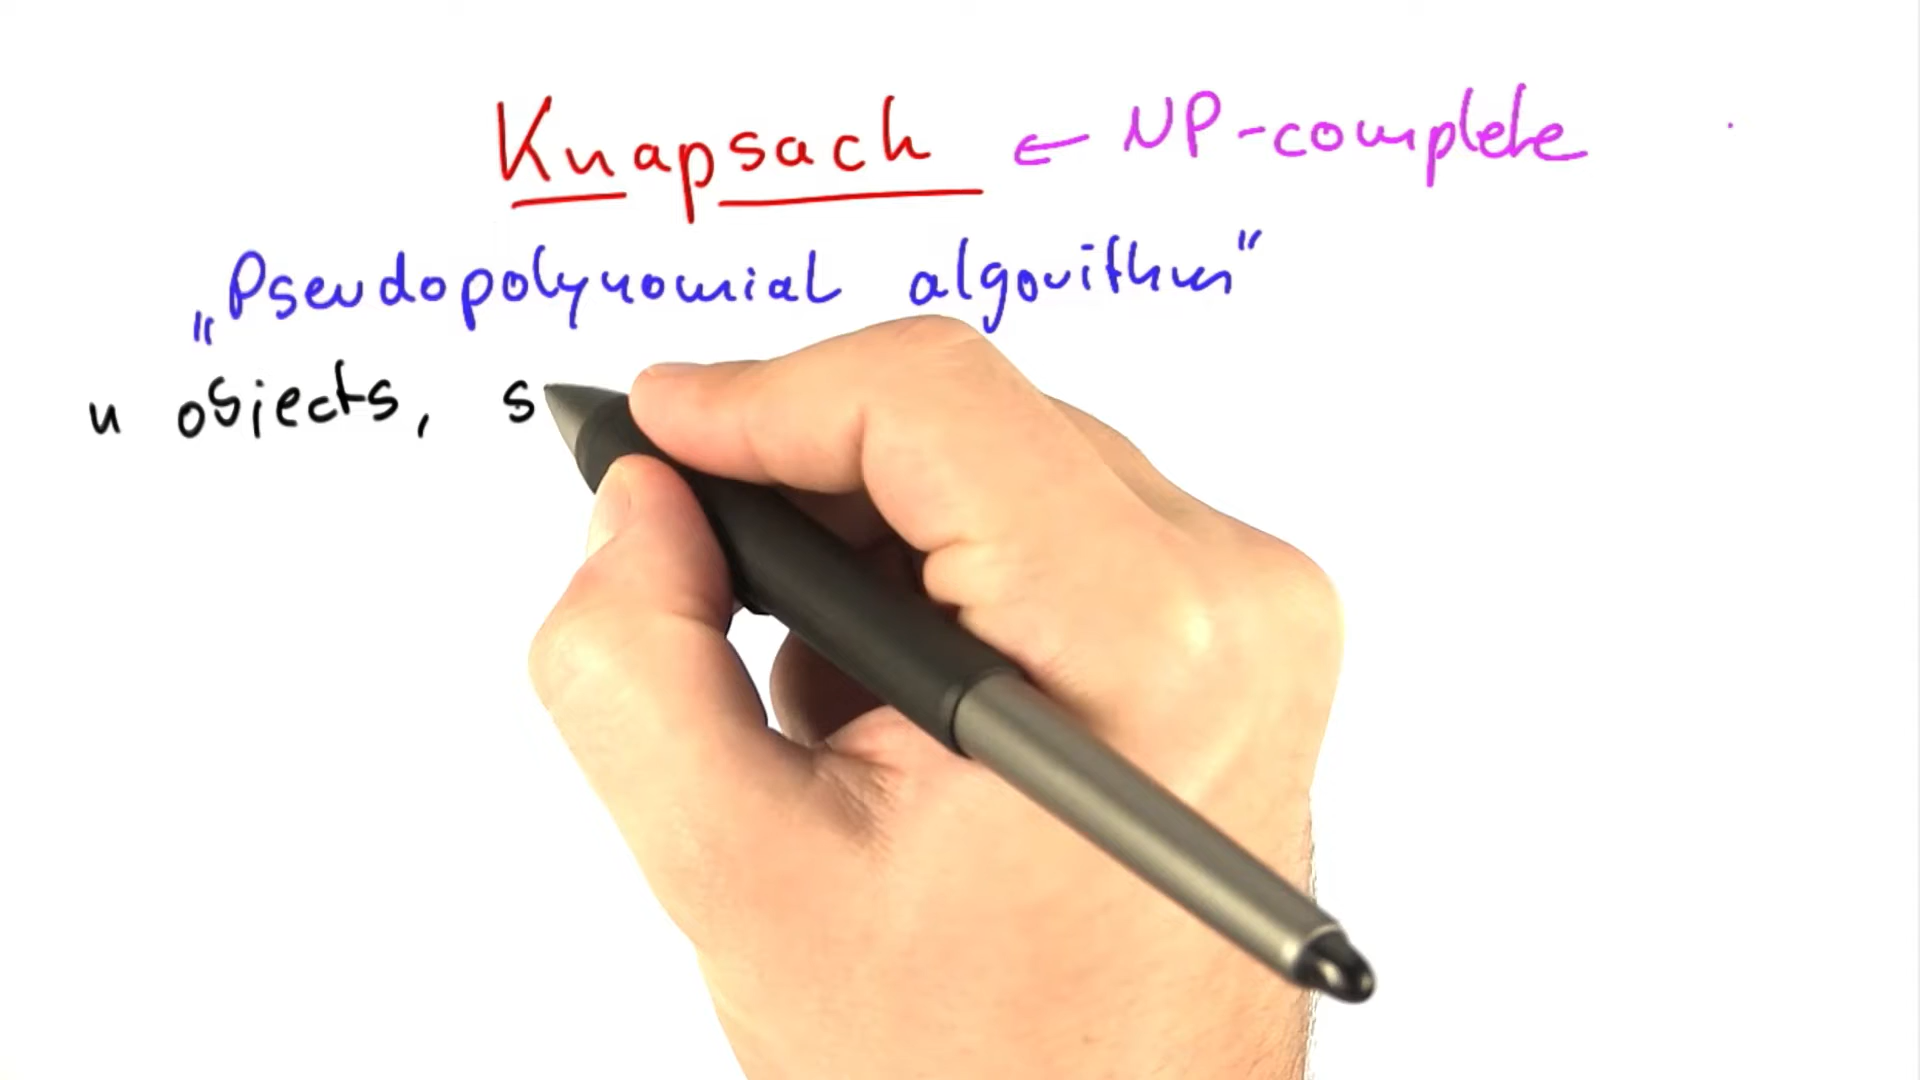 Knapsack ← NP-complete
„Pseudopolynomial algorithm“
n objects, s